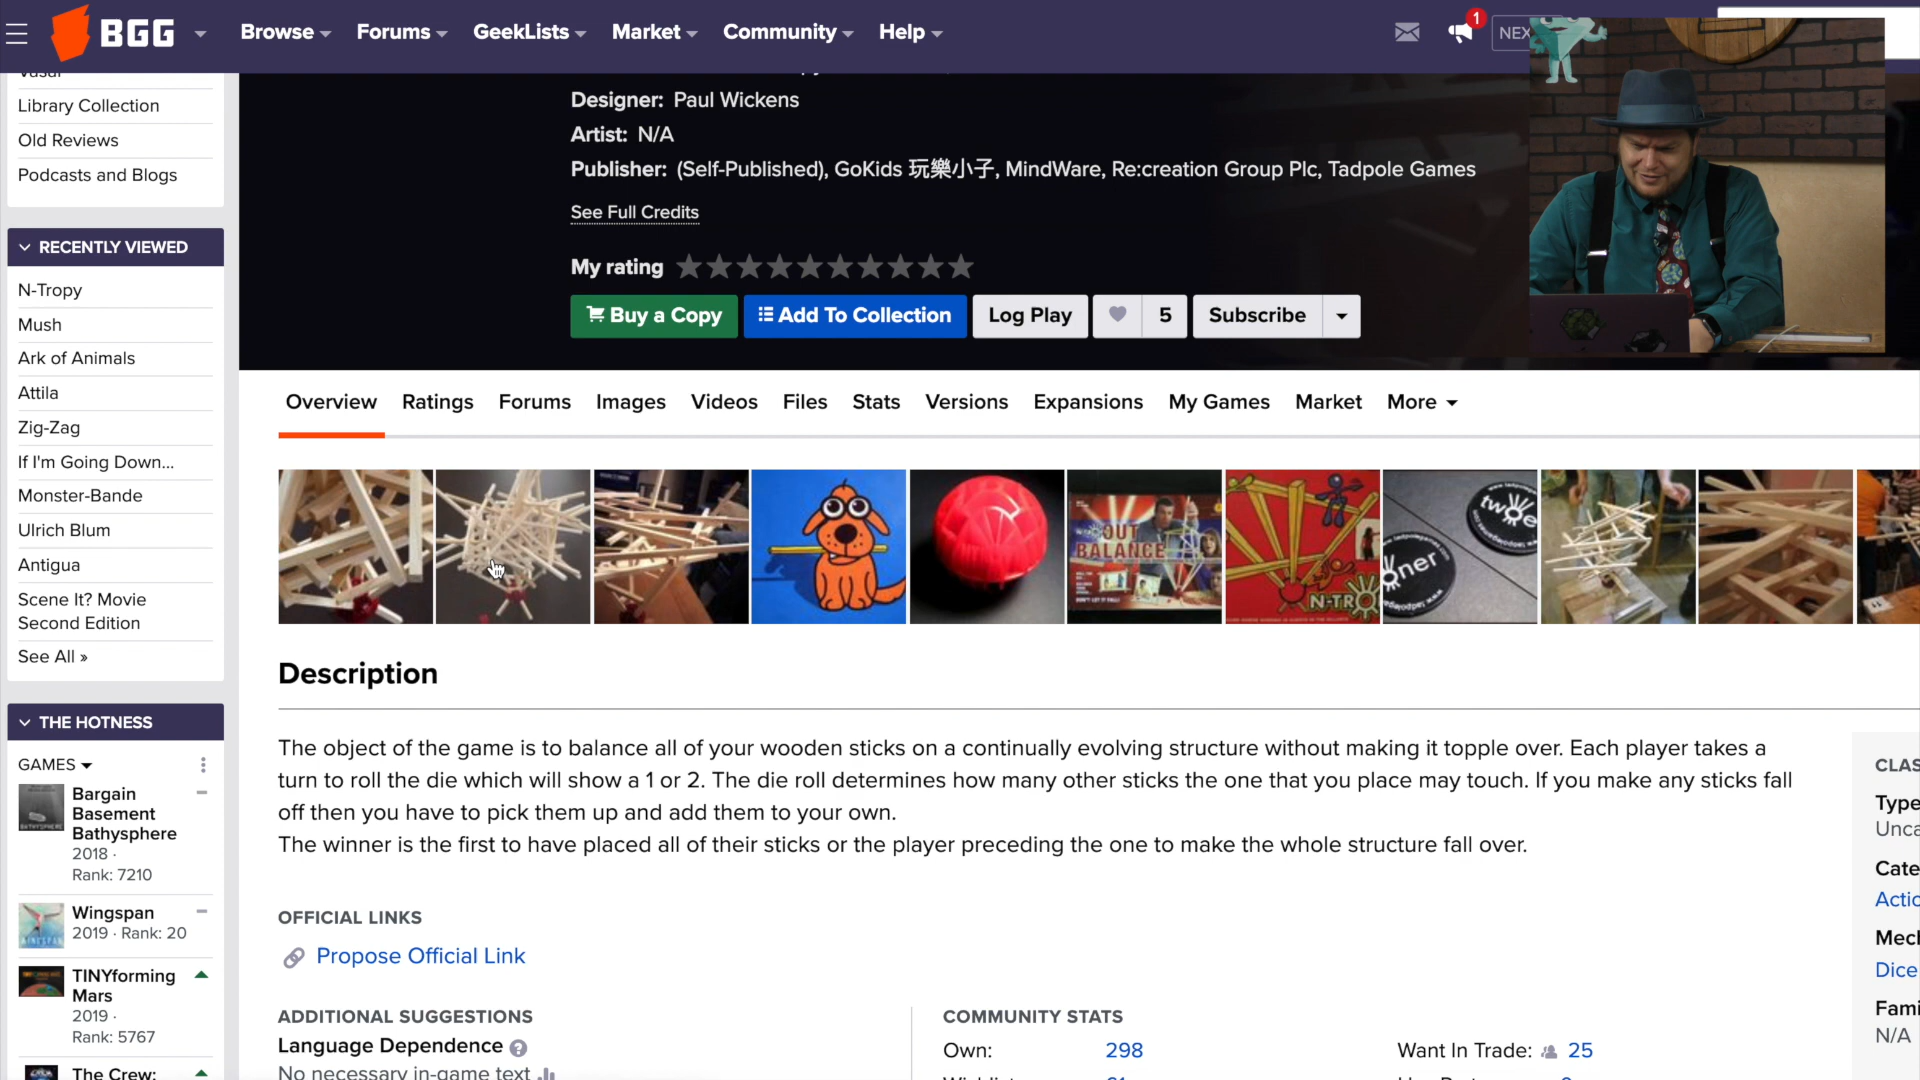 BGG
Browse
Forums
GeekLists
Market
Community
Help
1
NEX
Library Collection
Old Reviews
Podcasts and Blogs
RECENTLY VIEWED
N-Tropy
Mush
Ark of Animals
Attila
Zig-Zag
If I'm Going Down...
Monster-Bande
Ulrich Blum
Antigua
Scene It? Movie
Second Edition
See All »
THE HOTNESS
GAMES
Bargain
Basement
Bathysphere
2018 ·
Rank: 7210
Wingspan
2019 · Rank: 20
TINYforming
Mars
2019 ·
Rank: 5767
The Crew:
Designer: Paul Wickens
Artist: N/A
Publisher: (Self-Published), GoKids 玩樂小子, MindWare, Re:creation Group Plc, Tadpole Games
See Full Credits
My rating
Buy a Copy
Add To Collection
Log Play
5
Subscribe
Overview
Ratings
Forums
Images
Videos
Files
Stats
Versions
Expansions
My Games
Market
More
OUT
BALANCE
N-TRO
Description
The object of the game is to balance all of your wooden sticks on a continually evolving structure without making it topple over. Each player takes a
turn to roll the die which will show a 1 or 2. The die roll determines how many other sticks the one that you place may touch. If you make any sticks fall
off then you have to pick them up and add them to your own.
The winner is the first to have placed all of their sticks or the player preceding the one to make the whole structure fall over.
OFFICIAL LINKS
Propose Official Link
ADDITIONAL SUGGESTIONS
Language Dependence
No necessary in-game text
COMMUNITY STATS
Own: 298
Want In Trade: 25
CLAS
Type
Unca
Cate
Actio
Mech
Dice
Fami
N/A